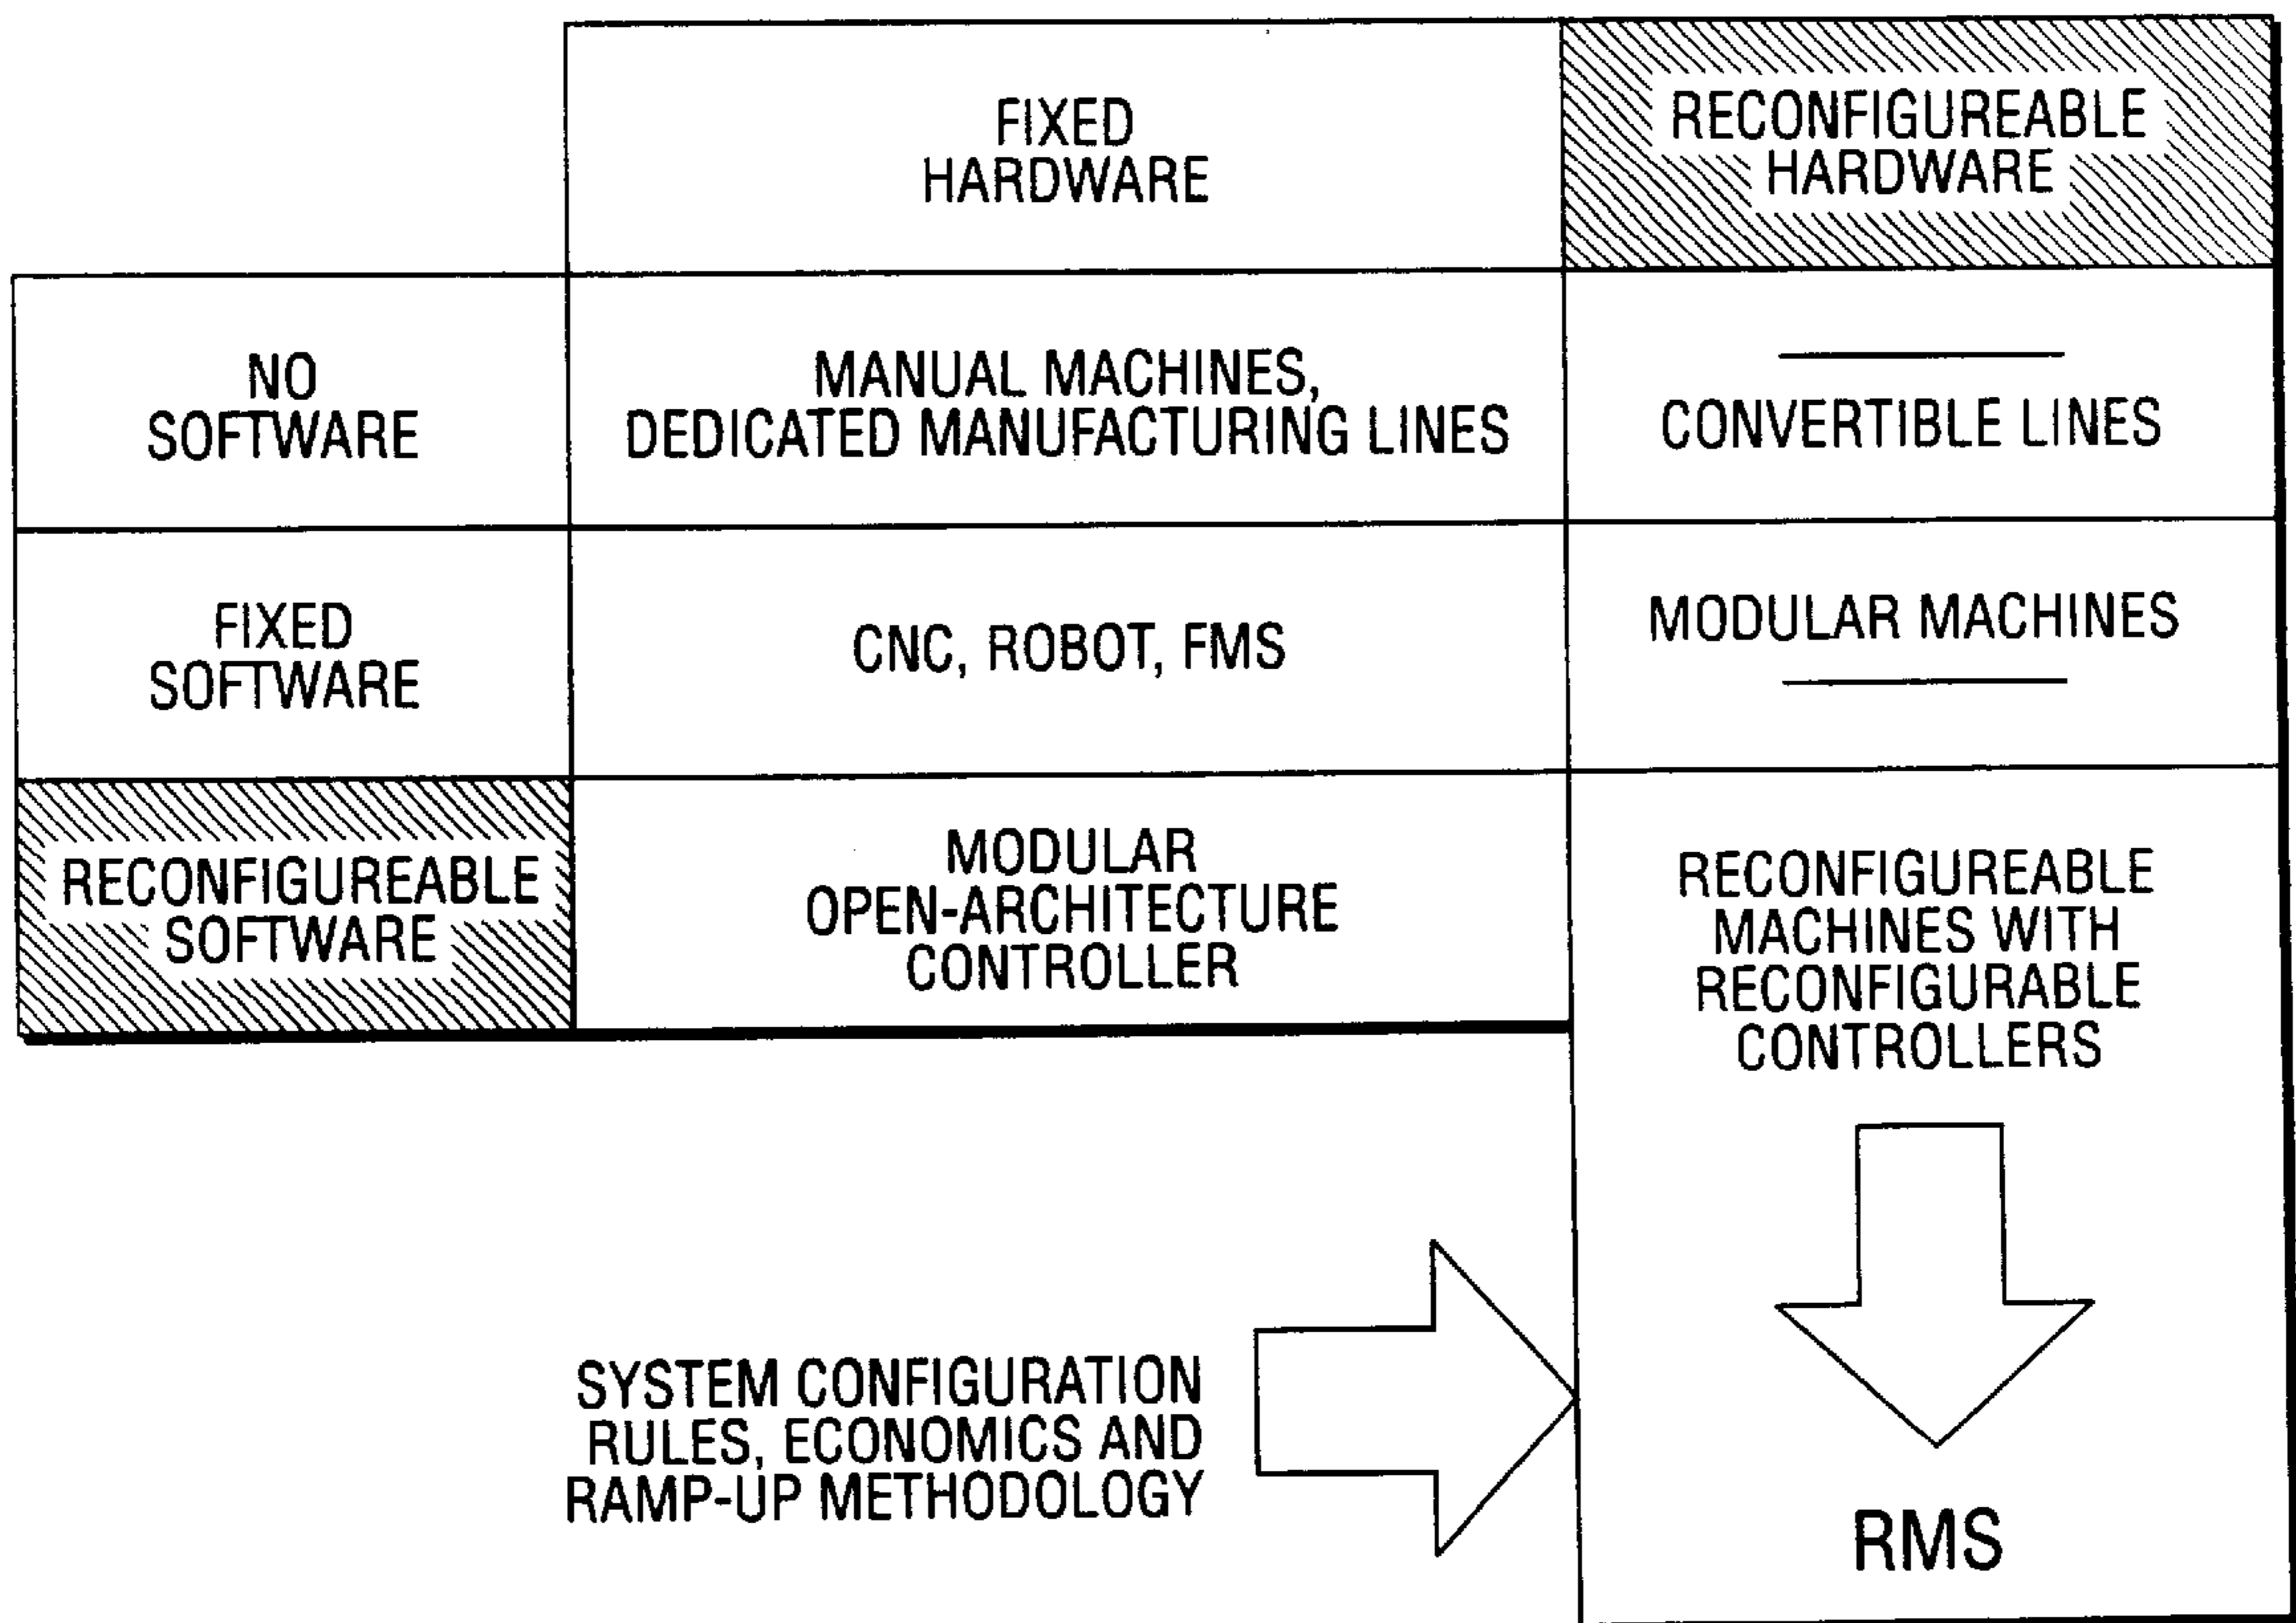 FIXED
HARDWARE
RECONFIGUREABLE
HARDWARE
NO
SOFTWARE
MANUAL MACHINES,
DEDICATED MANUFACTURING LINES
CONVERTIBLE LINES
FIXED
SOFTWARE
CNC, ROBOT, FMS
MODULAR MACHINES
RECONFIGUREABLE
SOFTWARE
MODULAR
OPEN-ARCHITECTURE
CONTROLLER
RECONFIGUREABLE
MACHINES WITH
RECONFIGURABLE
CONTROLLERS
SYSTEM CONFIGURATION
RULES, ECONOMICS AND
RAMP-UP METHODOLOGY
RMS